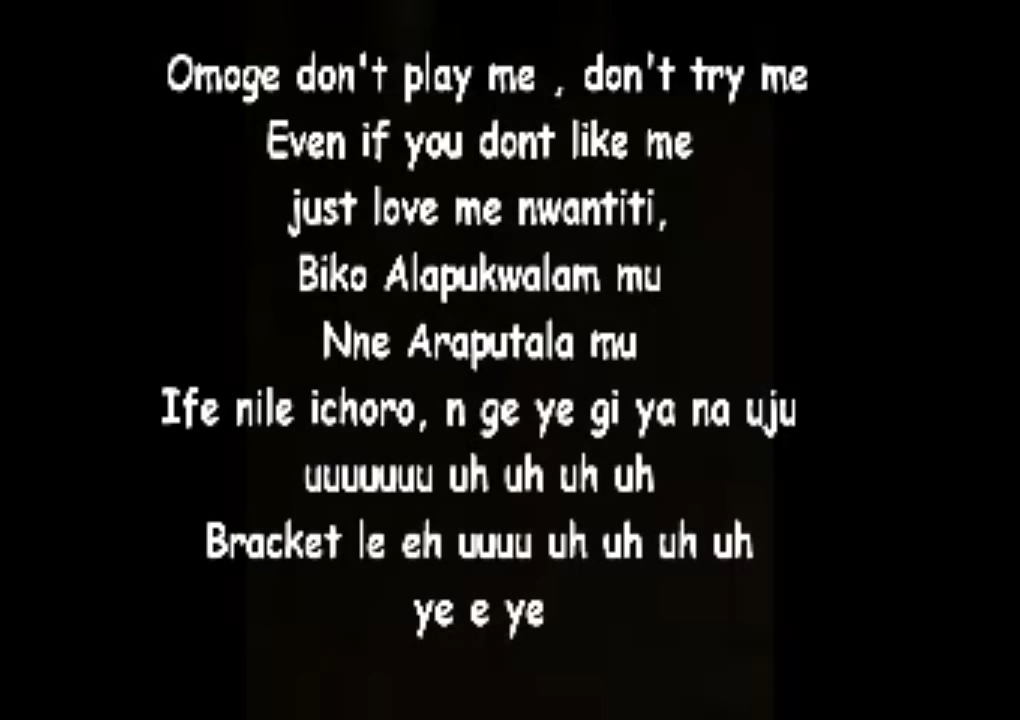 Omoge don't play me , don't try me
Even if you dont like me
just love me nwantiti,
Biko Alapukwalam mu
Nne Araputala mu
Ife nile ichoro, n ge ye gi ya na uju
uuuuuuu uh uh uh uh
Bracket le eh uuuu uh uh uh uh
ye e ye